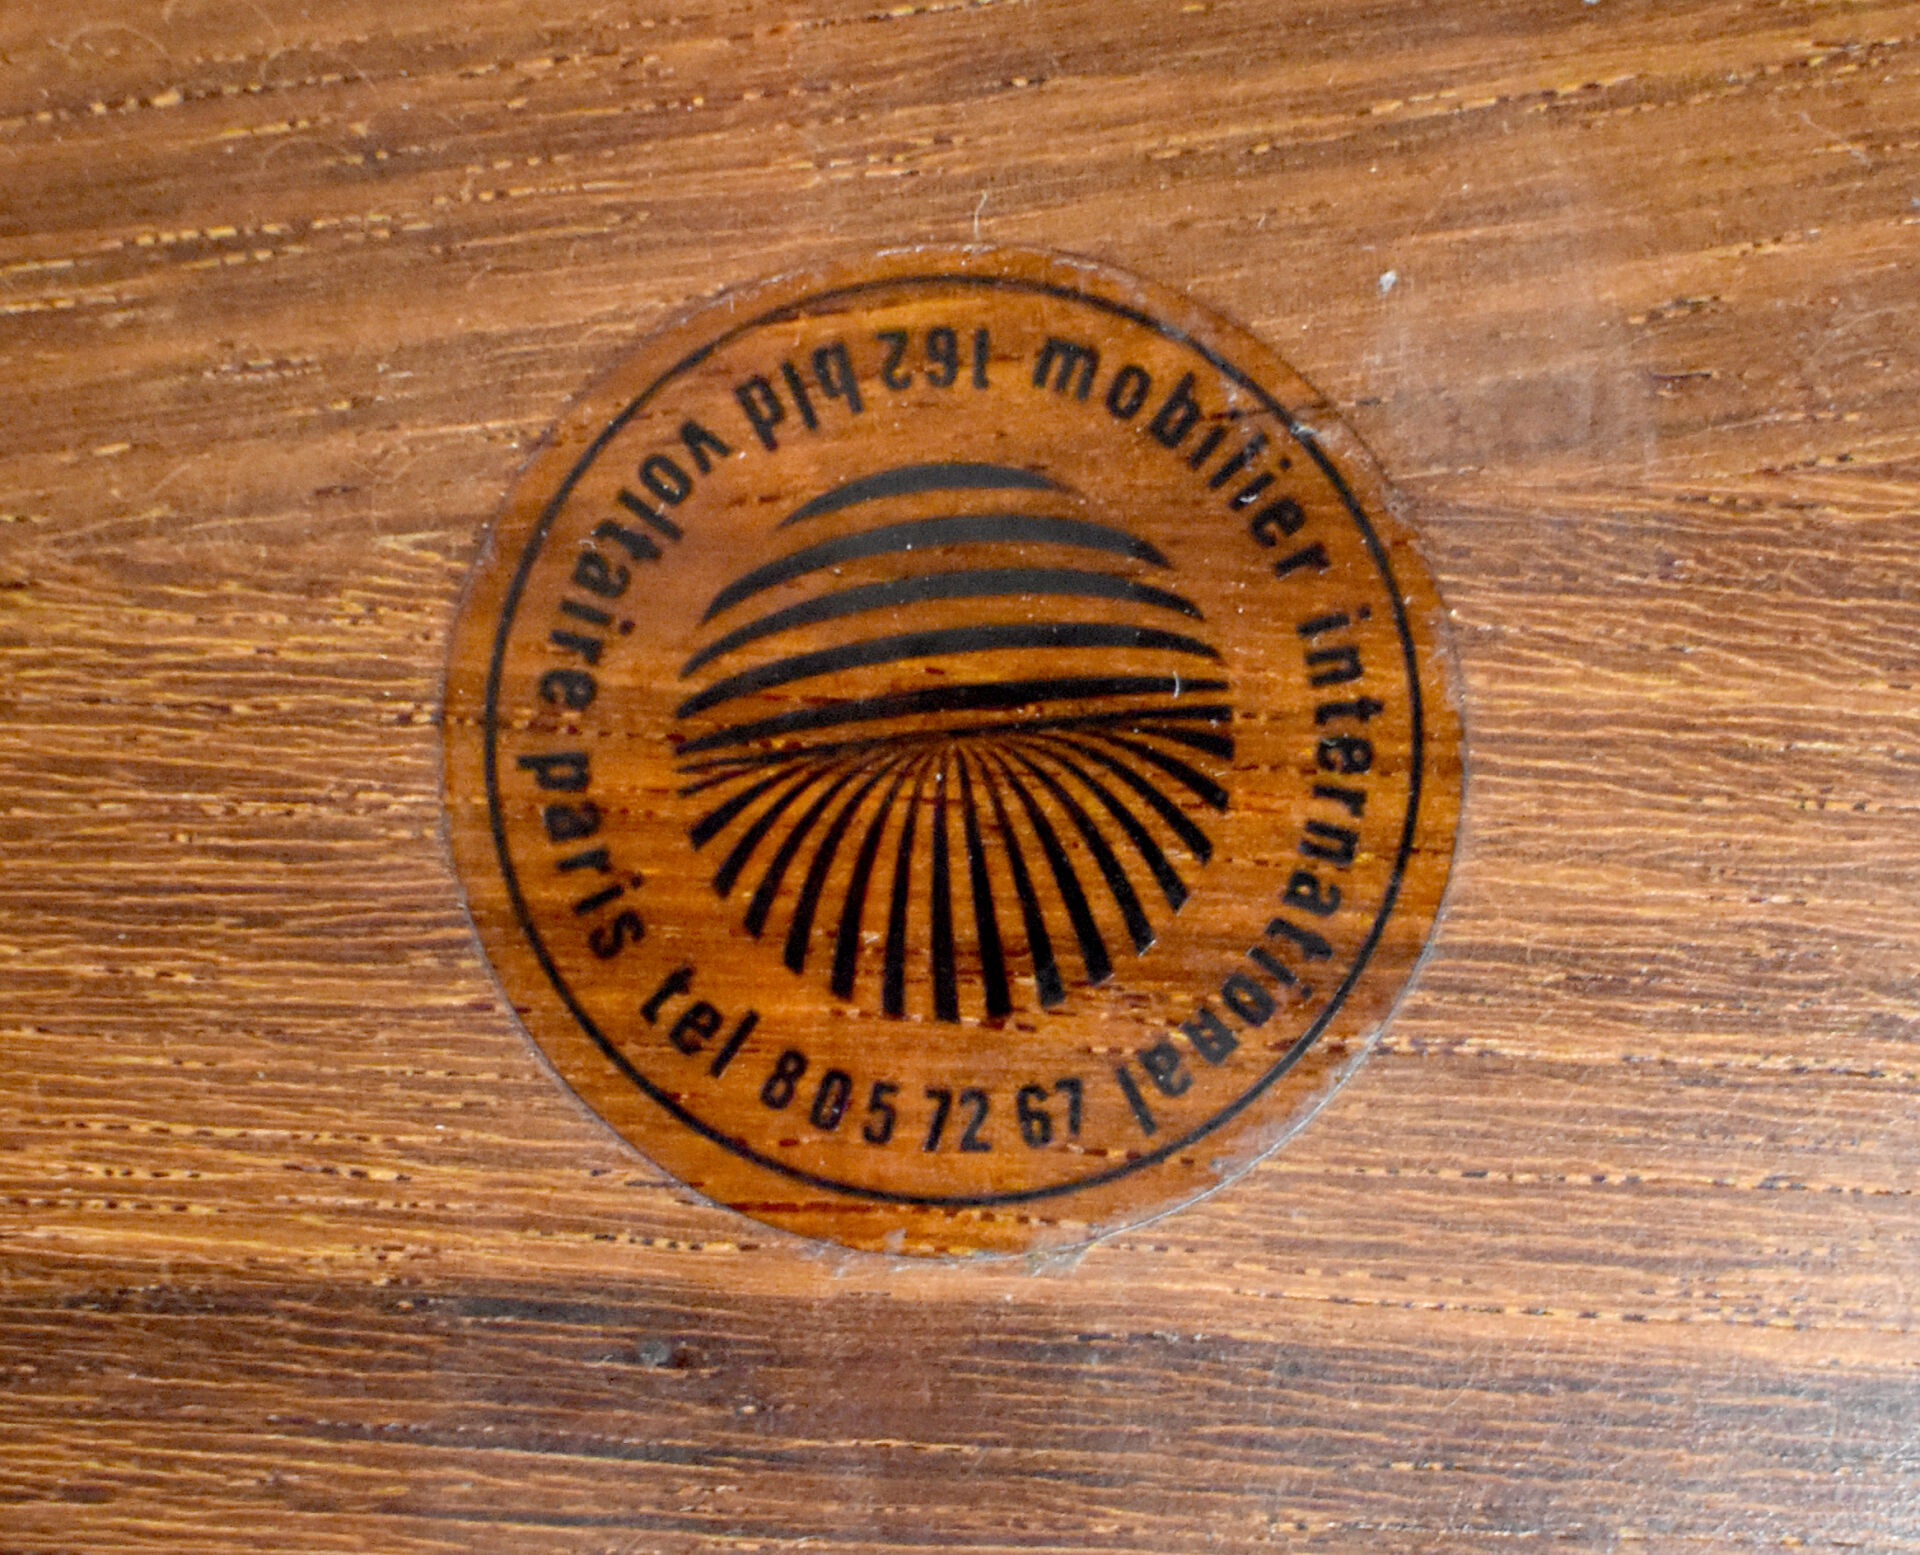 mobilier international
162 bld voltaire paris tel 805 72 67